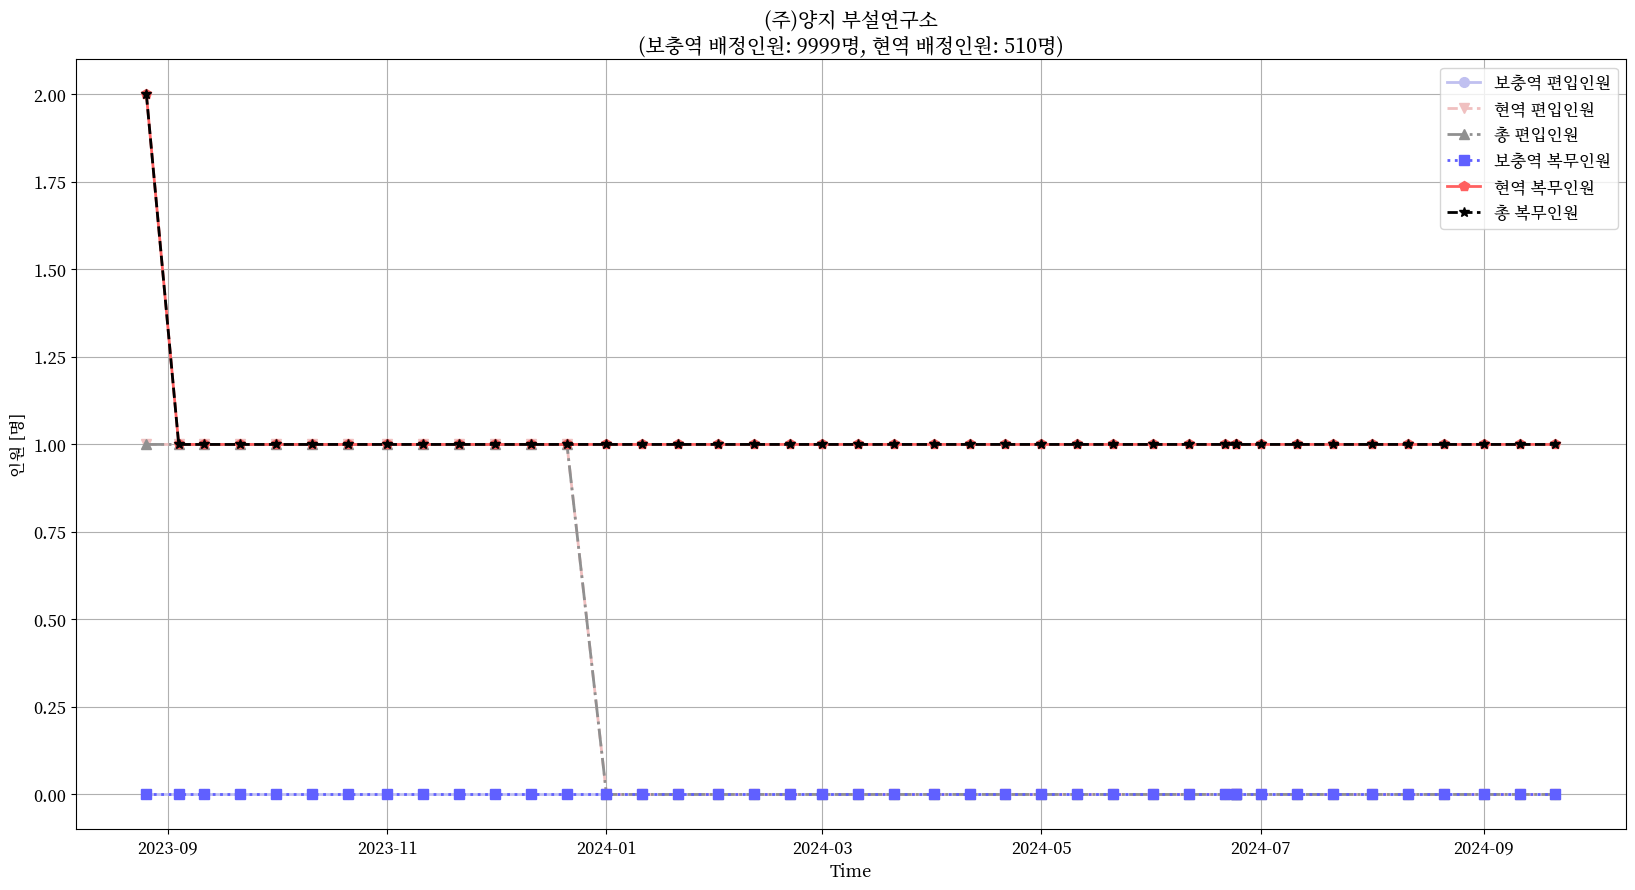 (주)양지 부설연구소
(보충역 배정인원: 9999명, 현역 배정인원: 510명)
보충역 편입인원
현역 편입인원
총 편입인원
보충역 복무인원
현역 복무인원
총 복무인원
2.00
1.75
1.50
1.25
1.00
0.75
0.50
0.25
0.00
인원 [명]
2023-09
2023-11
2024-01
2024-03
2024-05
2024-07
2024-09
Time